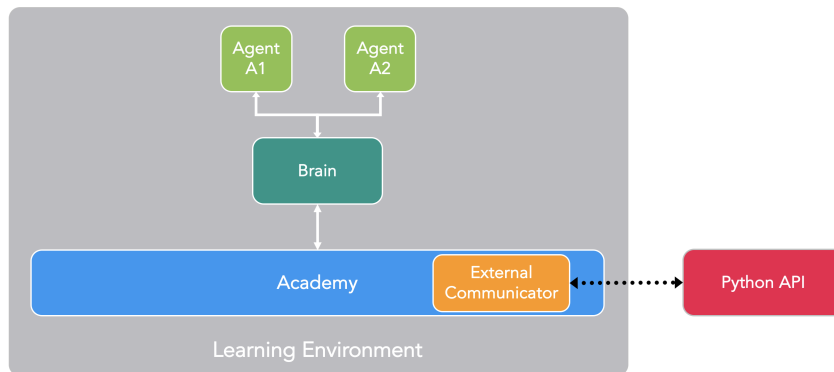 Agent
A1
Agent
A2
Brain
Academy
External
Communicator
Python API
Learning Environment